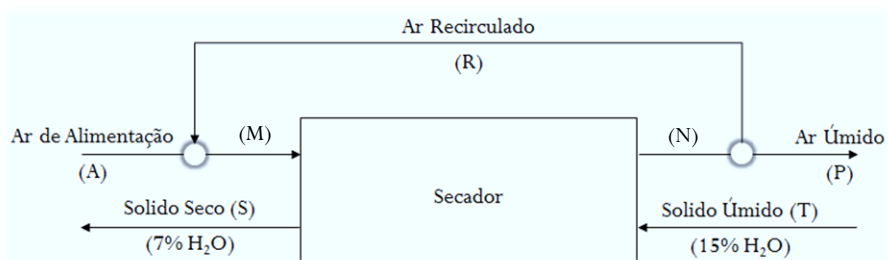 Ar Recirculado
(R)
Ar de Alimentação
(M)
(N)
Ar Úmido
(A)
(P)
Secador
Solido Seco (S)
Solido Úmido (T)
(7% H₂O)
(15% H₂O)